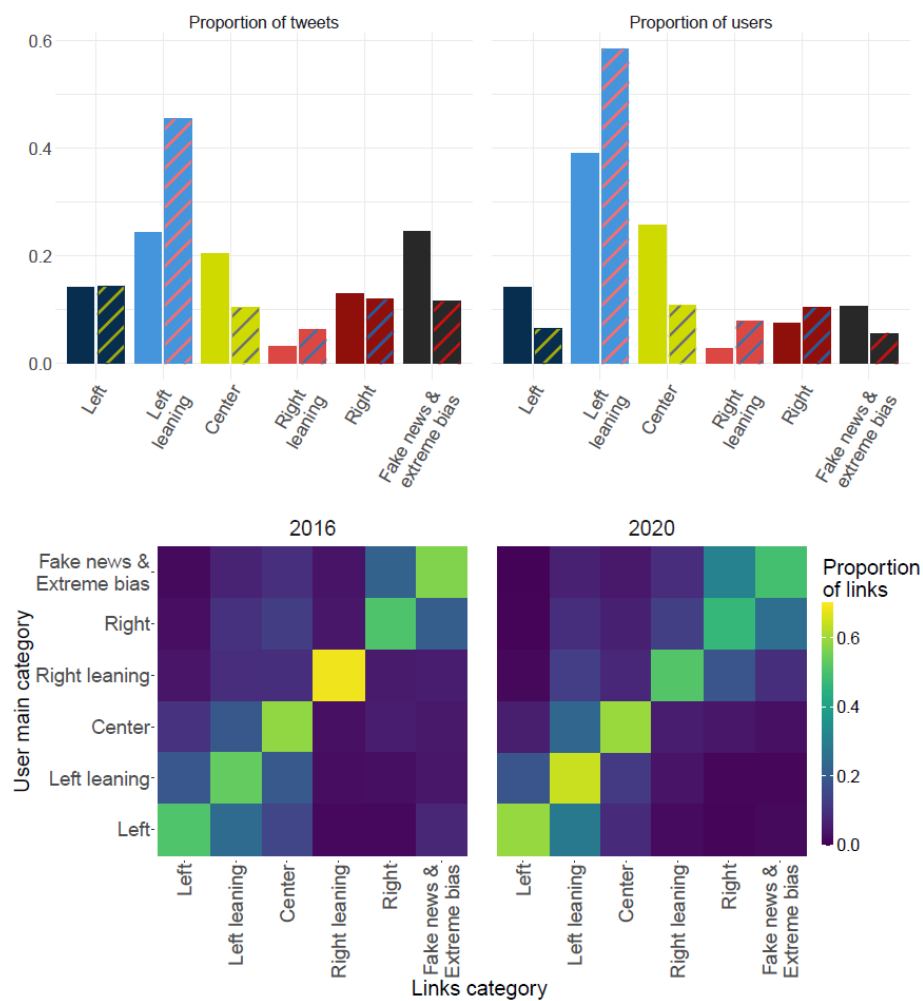 Proportion of tweets
Proportion of users
0.6
0.4
0.2
0.0
Left
Left
leaning
Center
Right
leaning
Right
Fake news &
extreme bias
Left
Left
leaning
Center
Right
leaning
Right
Fake news &
extreme bias
2016
2020
User main category
Fake news &
Extreme bias
Right
Right leaning
Center
Left leaning
Left
Left
Left leaning
Center
Right leaning
Right
Fake news &
Extreme bias
Left
Left leaning
Center
Right leaning
Right
Fake news &
Extreme bias
Links category
Proportion
of links
0.6
0.4
0.2
0.0